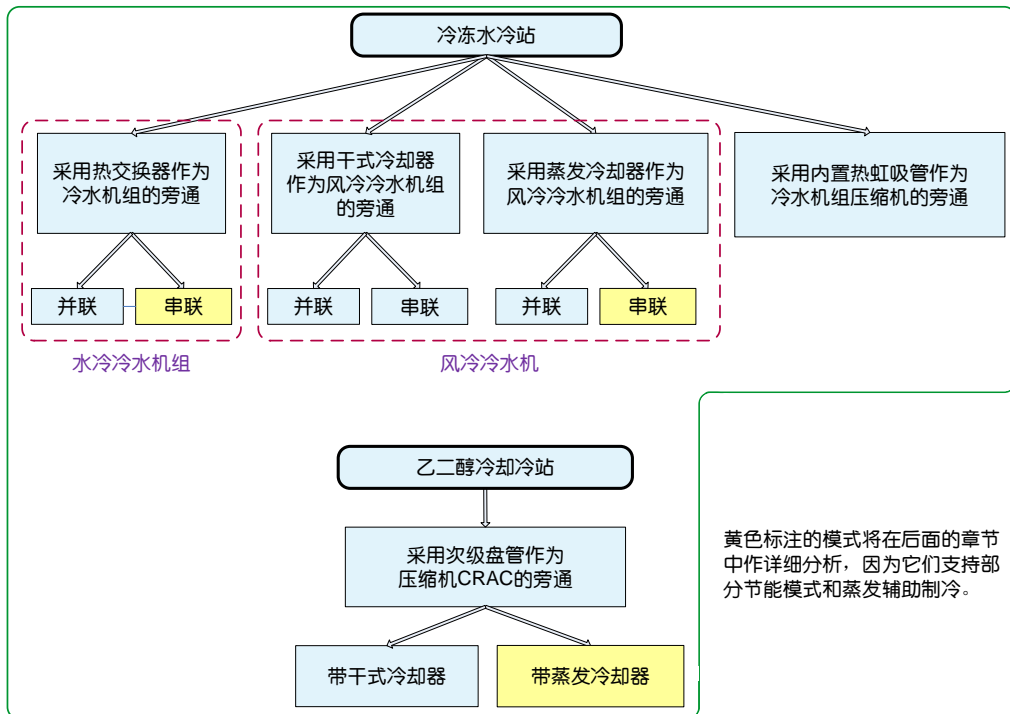 冷冻水冷站
采用热交换器作为
冷水机组的旁通
采用干式冷却器
作为风冷冷水机组
的旁通
采用蒸发冷却器作为
风冷冷水机组的旁通
采用内置热虹吸管作为
冷水机组压缩机的旁通
并联
串联
并联
串联
并联
串联
水冷冷水机组
风冷冷水机
乙二醇冷却冷站
采用次级盘管作为
压缩机CRAC的旁通
带干式冷却器
带蒸发冷却器
黄色标注的模式将在后面的章节
中作详细分析，因为它们支持部
分节能模式和蒸发辅助制冷。